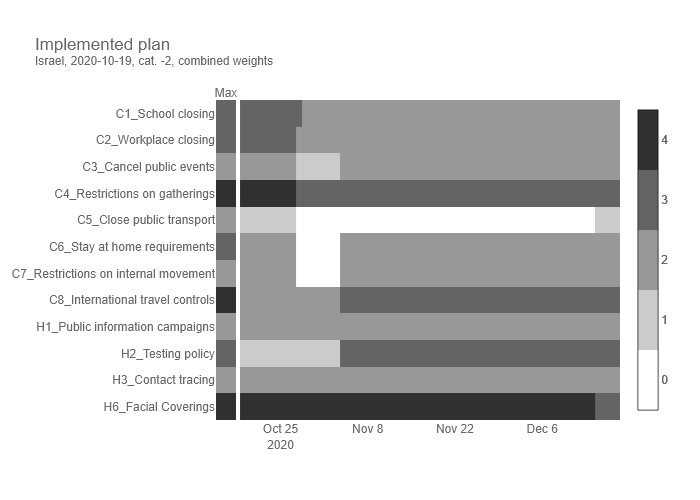 Implemented plan
Israel, 2020-10-19, cat. -2, combined weights
Max
C1_School closing
C2_Workplace closing
C3_Cancel public events
C4_Restrictions on gatherings
C5_Close public transport
C6_Stay at home requirements
C7_Restrictions on internal movement
C8_International travel controls
H1_Public information campaigns
H2_Testing policy
H3_Contact tracing
H6_Facial Coverings
Oct 25 Nov 8 Nov 22 Dec 6
2020
4
3
2
1
0